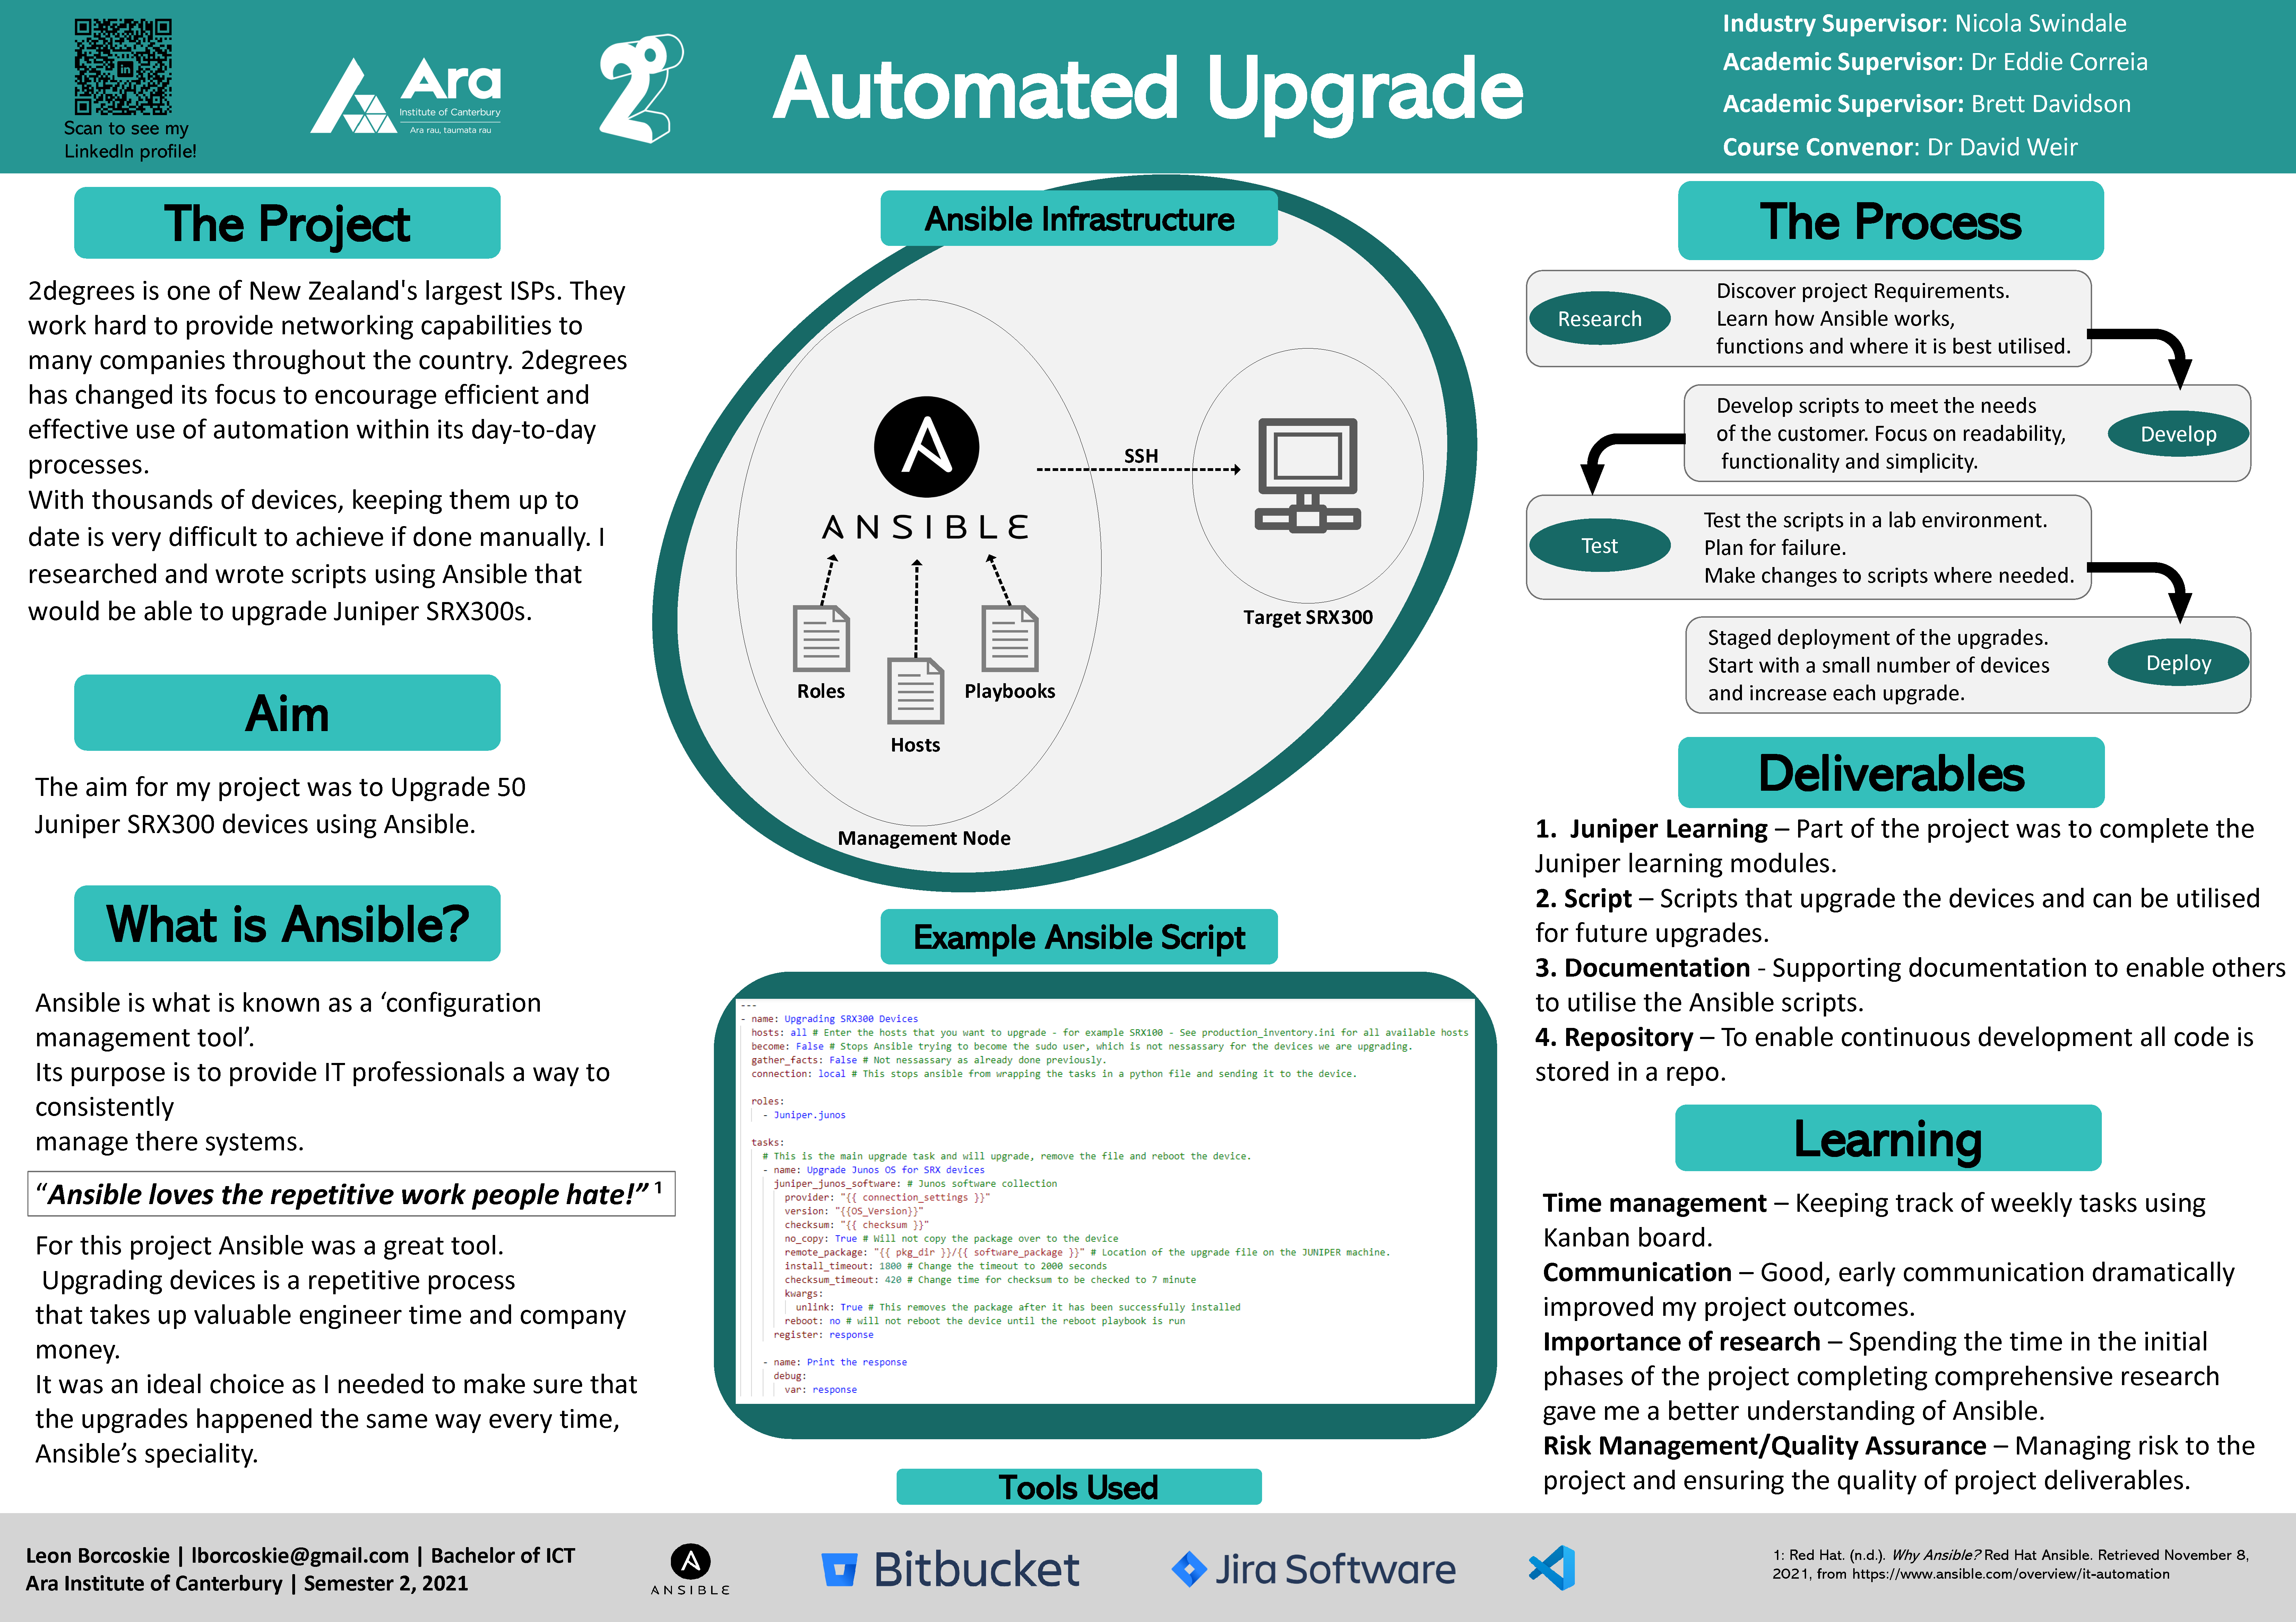 Scan to see my
LinkedIn profile!
Ara
Institute of Canterbury
Ara rau, taumata rau
2
Automated Upgrade
Industry Supervisor: Nicola Swindale
Academic Supervisor: Dr Eddie Correia
Academic Supervisor: Brett Davidson
Course Convenor: Dr David Weir
The Project
2degrees is one of New Zealand's largest ISPs. They
work hard to provide networking capabilities to
many companies throughout the country. 2degrees
has changed its focus to encourage efficient and
effective use of automation within its day-to-day
processes.
With thousands of devices, keeping them up to
date is very difficult to achieve if done manually. I
researched and wrote scripts using Ansible that
would be able to upgrade Juniper SRX300s.
Aim
The aim for my project was to Upgrade 50
Juniper SRX300 devices using Ansible.
What is Ansible?
Ansible is what is known as a ‘configuration
management tool’.
Its purpose is to provide IT professionals a way to
consistently
manage there systems.
“Ansible loves the repetitive work people hate!” 1
For this project Ansible was a great tool.
Upgrading devices is a repetitive process
that takes up valuable engineer time and company
money.
It was an ideal choice as I needed to make sure that
the upgrades happened the same way every time,
Ansible’s speciality.
Ansible Infrastructure
ANSIBLE
SSH
Roles
Hosts
Playbooks
Management Node
Target SRX300
Example Ansible Script
---
- name: Upgrading SRX300 Devices
hosts: all # Enter the hosts that you want to upgrade - for example SRX100 - See production_inventory.ini for all available hosts
become: False # Stops Ansible trying to become the sudo user, which is not nessassary for the devices we are upgrading.
gather_facts: False # Not nessassary as already done previously.
connection: local # This stops ansible from wrapping the tasks in a python file and sending it to the device.
roles:
- Juniper.junos
tasks:
# This is the main upgrade task and will upgrade, remove the file and reboot the device.
- name: Upgrade Junos OS for SRX devices
juniper_junos_software: # Junos software collection
provider: "{{ connection_settings }}"
version: "{{OS_Version}}"
checksum: "{{ checksum }}"
no_copy: True # Will not copy the package over to the device
remote_package: "{{ pkg_dir }}/{{ software_package }}" # Location of the upgrade file on the JUNIPER machine.
install_timeout: 1800 # Change the timeout to 2000 seconds
checksum_timeout: 420 # Change time for checksum to be checked to 7 minute
kwargs:
unlink: True # This removes the package after it has been successfully installed
reboot: no # will not reboot the device until the reboot playbook is run
register: response
- name: Print the response
debug:
var: response
Tools Used
The Process
Research
Discover project Requirements.
Learn how Ansible works,
functions and where it is best utilised.
Develop scripts to meet the needs
of the customer. Focus on readability,
functionality and simplicity.
Develop
Test
Test the scripts in a lab environment.
Plan for failure.
Make changes to scripts where needed.
Staged deployment of the upgrades.
Start with a small number of devices
and increase each upgrade.
Deploy
Deliverables
1. Juniper Learning – Part of the project was to complete the
Juniper learning modules.
2. Script – Scripts that upgrade the devices and can be utilised
for future upgrades.
3. Documentation - Supporting documentation to enable others
to utilise the Ansible scripts.
4. Repository – To enable continuous development all code is
stored in a repo.
Learning
Time management – Keeping track of weekly tasks using
Kanban board.
Communication – Good, early communication dramatically
improved my project outcomes.
Importance of research – Spending the time in the initial
phases of the project completing comprehensive research
gave me a better understanding of Ansible.
Risk Management/Quality Assurance – Managing risk to the
project and ensuring the quality of project deliverables.
Leon Borcoskie | lborcoskie@gmail.com | Bachelor of ICT
Ara Institute of Canterbury | Semester 2, 2021
ANSIBLE
Bitbucket
Jira Software
1: Red Hat. (n.d.). Why Ansible? Red Hat Ansible. Retrieved November 8,
2021, from https://www.ansible.com/overview/it-automation